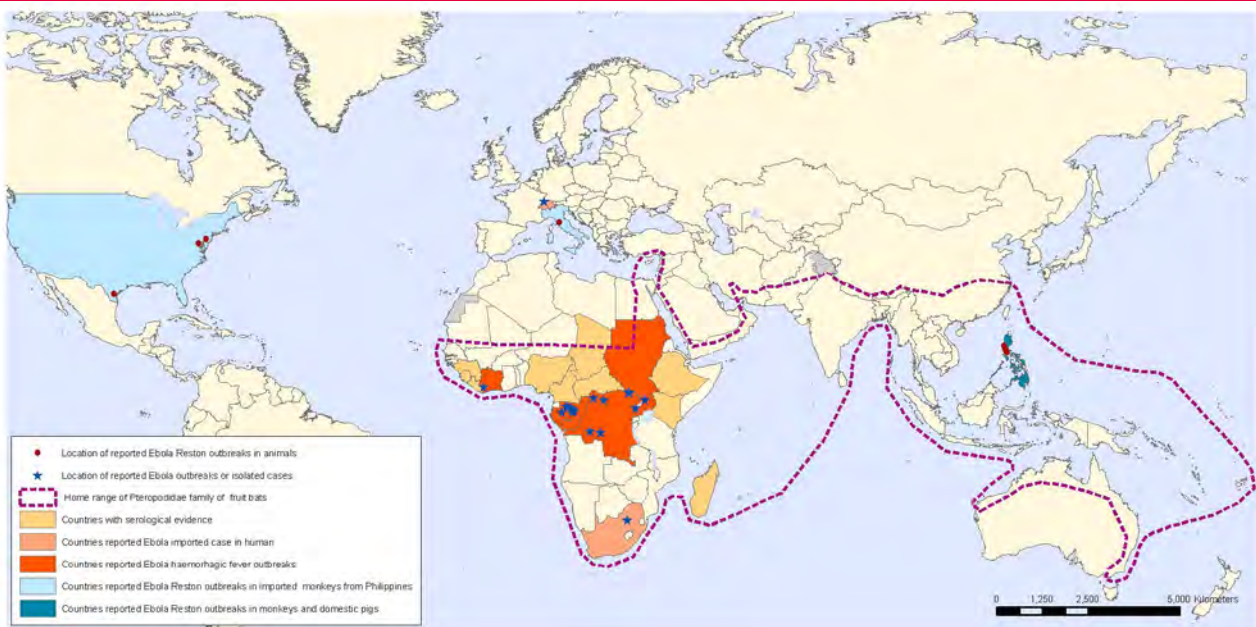 Location of reported Ebola Reston outbreaks in animals
Location of reported Ebola outbreaks or isolated cases
Home range of Pteropodidae family of fruit bats
Countries with serological evidence
Countries reported Ebola imported case in human
Countries reported Ebola haemorhagic fever outbreaks
Countries reported Ebola Reston outbreaks in imported monkeys from Philippines
Countries reported Ebola Reston outbreaks in monkeys and domestic pigs
0 1,250 2,500 5,000 Kilometers